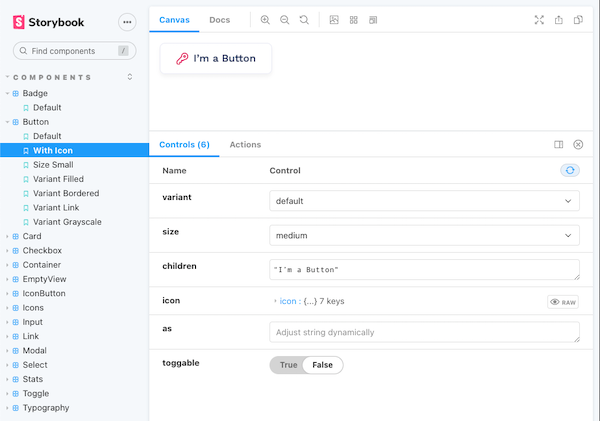 Storybook
Find components
/
COMPONENTS
Badge
Default
Button
Default
With Icon
Size Small
Variant Filled
Variant Bordered
Variant Link
Variant Grayscale
Card
Checkbox
Container
EmptyView
IconButton
Icons
Input
Link
Modal
Select
Stats
Toggle
Typography
Canvas Docs
I'm a Button
Controls (6) Actions
Name Control
variant default
size medium
children "I'm a Button"
icon icon : {...} 7 keys RAW
as Adjust string dynamically
toggable True False